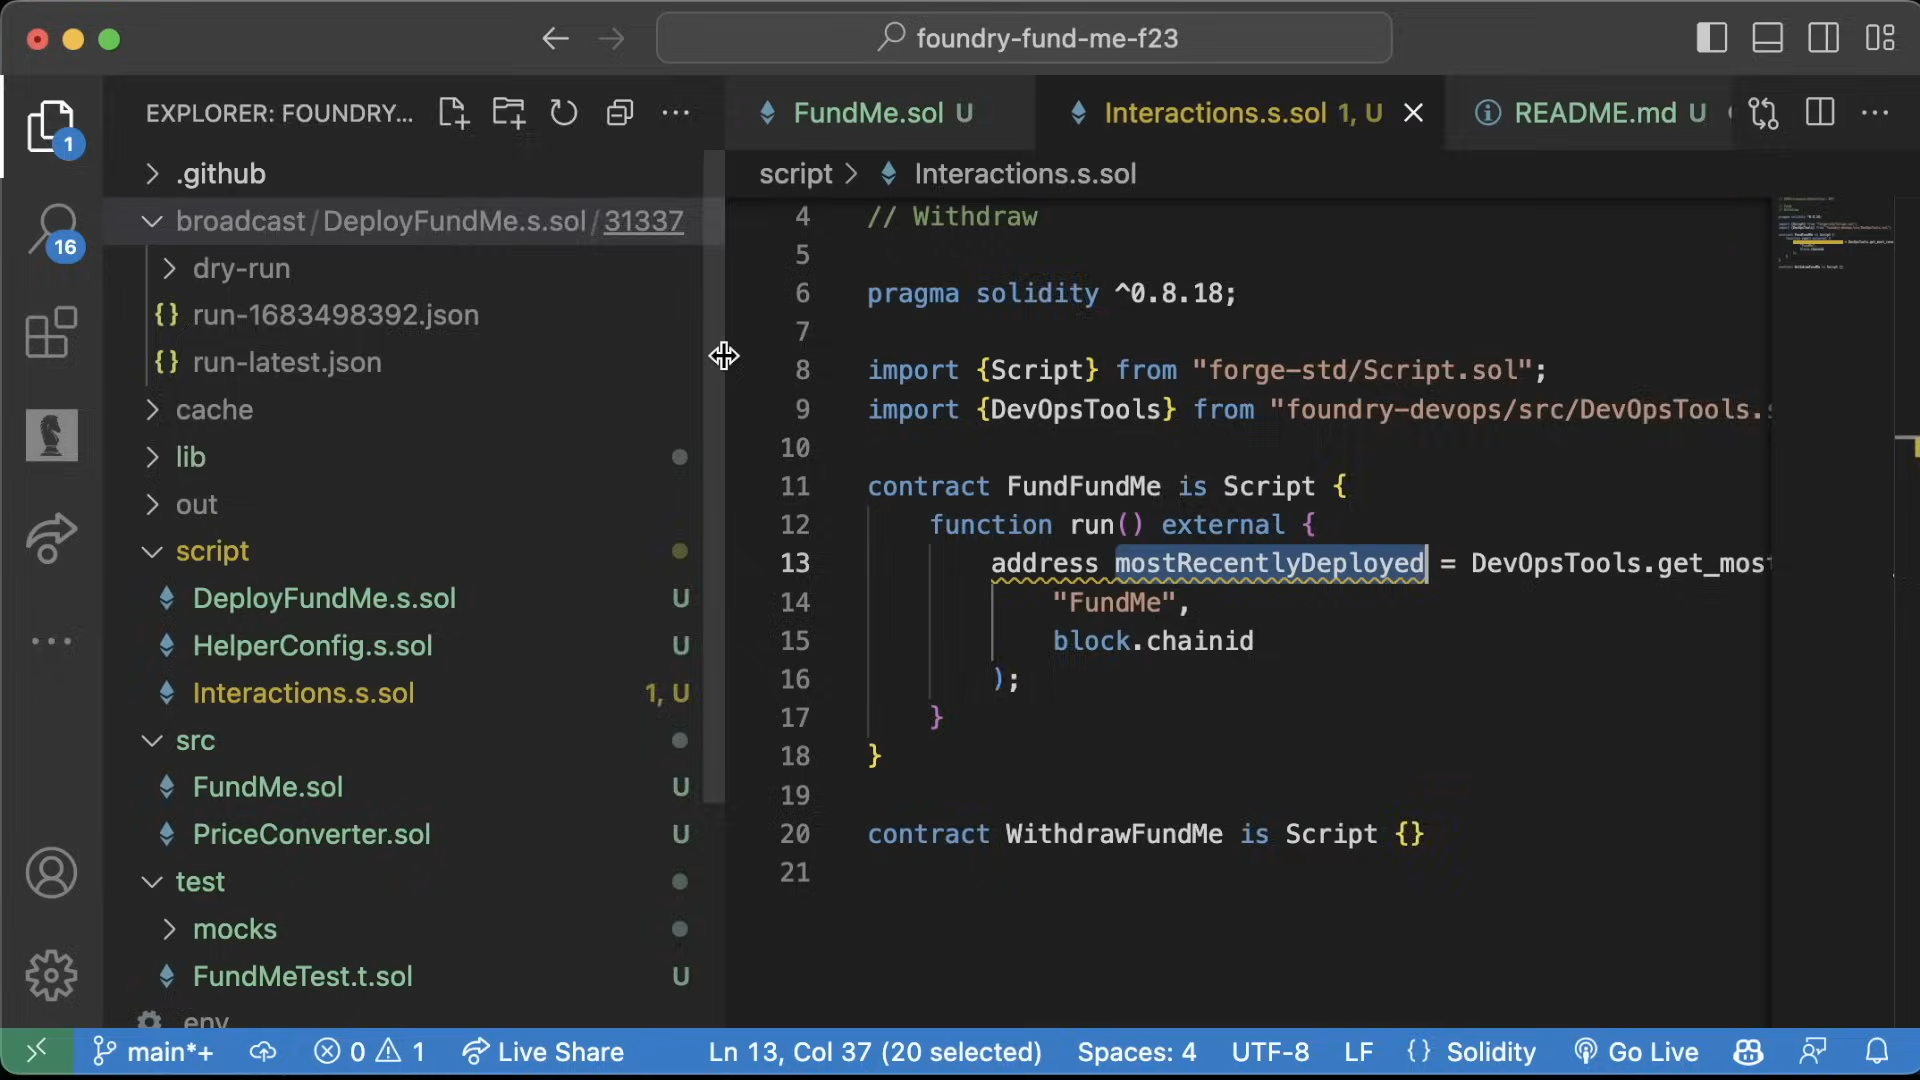 foundry-fund-me-f23
EXPLORER: FOUNDRY...
FundMe.sol U
Interactions.s.sol 1, U
README.md U
1
.github
script > Interactions.s.sol
broadcast/DeployFundMe.s.sol/31337
16
dry-run
run-1683498392.json
run-latest.json
cache
lib
out
script
DeployFundMe.s.sol U
HelperConfig.s.sol U
Interactions.s.sol 1, U
src
FundMe.sol U
PriceConverter.sol U
test
mocks
FundMeTest.t.sol U
.env
4 // Withdraw
5
6 pragma solidity ^0.8.18;
7
8 import {Script} from "forge-std/Script.sol";
9 import {DevOpsTools} from "foundry-devops/src/DevOpsTools.s
10
11 contract FundFundMe is Script {
12 function run() external {
13 address mostRecentlyDeployed = DevOpsTools.get_most
14 "FundMe",
15 block.chainid
16 );
17 }
18 }
19
20 contract WithdrawFundMe is Script {}
21
main*+ 0 1 Live Share Ln 13, Col 37 (20 selected) Spaces: 4 UTF-8 LF {} Solidity Go Live